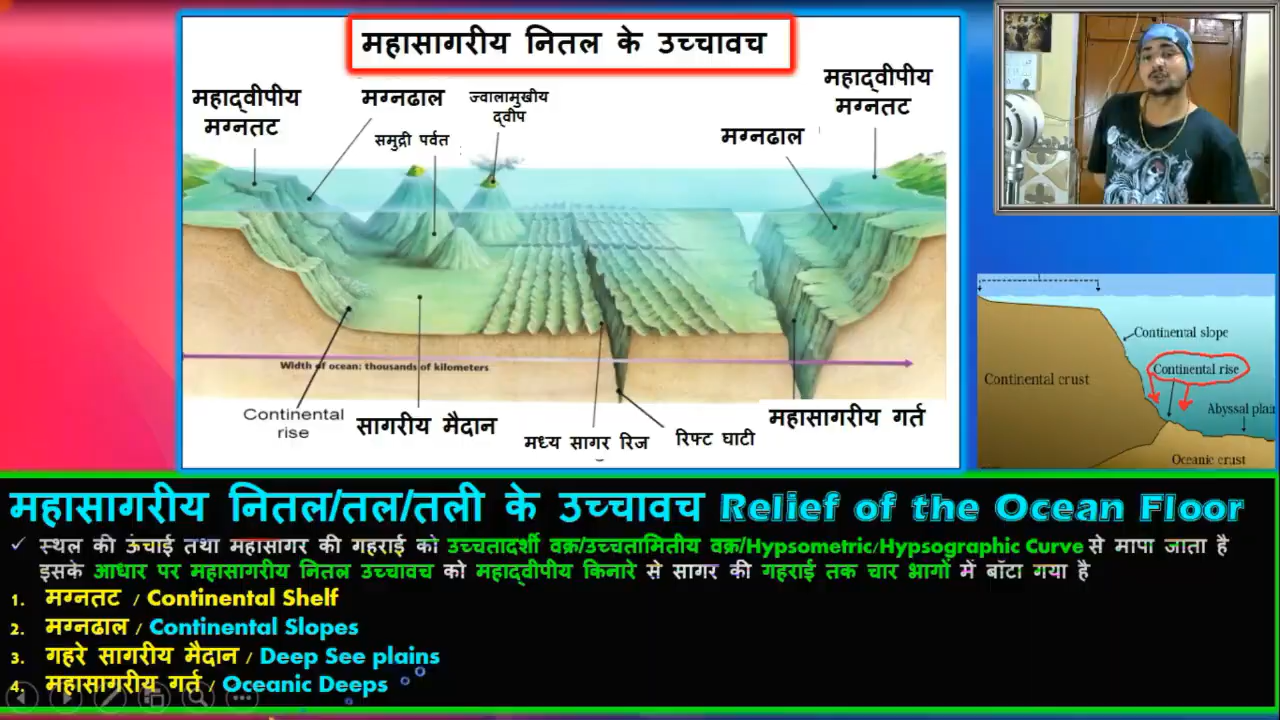 महासागरीय नितल के उच्चावच
महाद्वीपीय
मग्नतट
मग्नढाल
ज्वालामुखीय
द्वीप
समुद्री पर्वत
मग्नढाल
महाद्वीपीय
मग्नतट
Width of ocean: thousands of kilometers
Continental
rise
सागरीय मैदान
मध्य सागर रिज
रिफ्ट घाटी
महासागरीय गर्त
Continental slope
Continental rise
Continental crust
Abyssal plain
Oceanic crust
महासागरीय नितल/तल/तली के उच्चावच Relief of the Ocean Floor
✓ स्थल की ऊंचाई तथा महासागर की गहराई को उच्चतादर्शी वक्र/उच्चतामितीय वक्र/Hypsometric/Hypsographic Curve से मापा जाता है
इसके आधार पर महासागरीय नितल उच्चावच को महाद्वीपीय किनारे से सागर की गहराई तक चार भागों में बाँटा गया है
1. मग्नतट / Continental Shelf
2. मग्नढाल / Continental Slopes
3. गहरे सागरीय मैदान / Deep See plains
4. महासागरीय गर्त / Oceanic Deeps